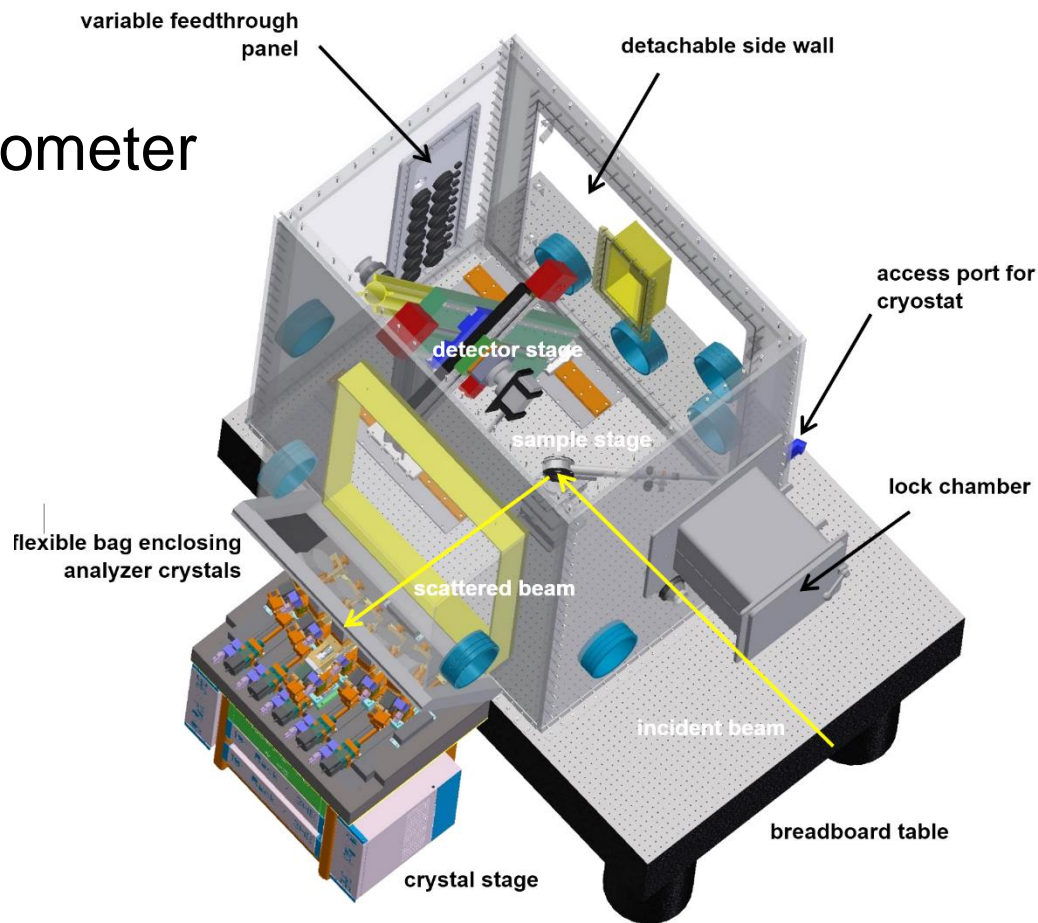 variable feedthrough
panel
detachable side wall
ometer
access port for
cryostat
detector stage
sample stage
lock chamber
flexible bag enclosing
analyzer crystals
scattered beam
incident beam
breadboard table
crystal stage